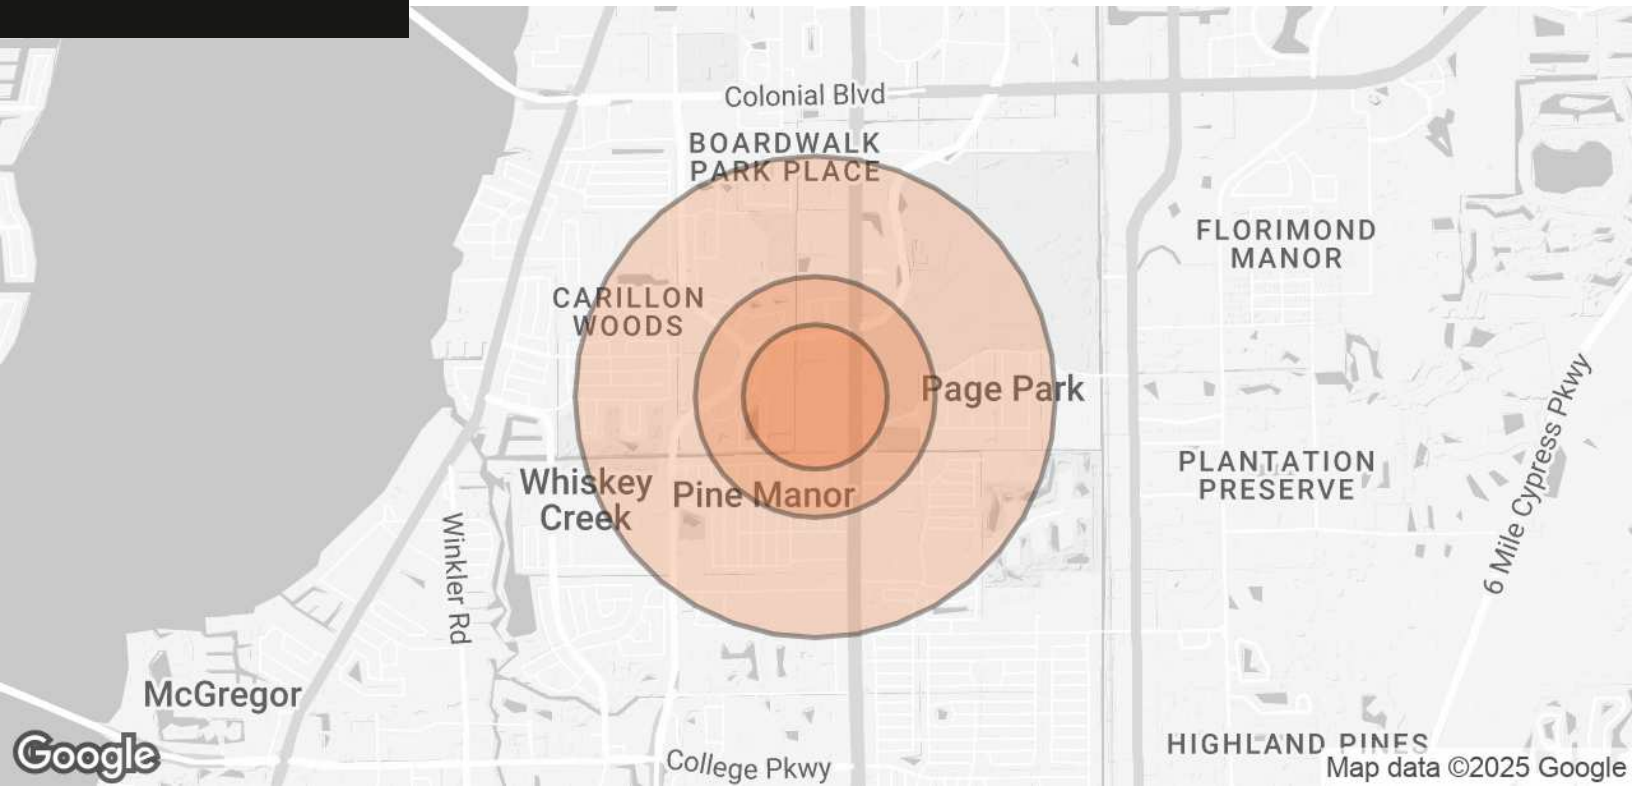 Colonial Blvd
BOARDWALK
PARK PLACE
FLORIMOND
MANOR
CARILLON
WOODS
Page Park
6 Mile Cypress Pkwy
PLANTATION
PRESERVE
Whiskey
Creek
Pine Manor
Winkler Rd
McGregor
HIGHLAND PINES
Google
College Pkwy
Map data ©2025 Google